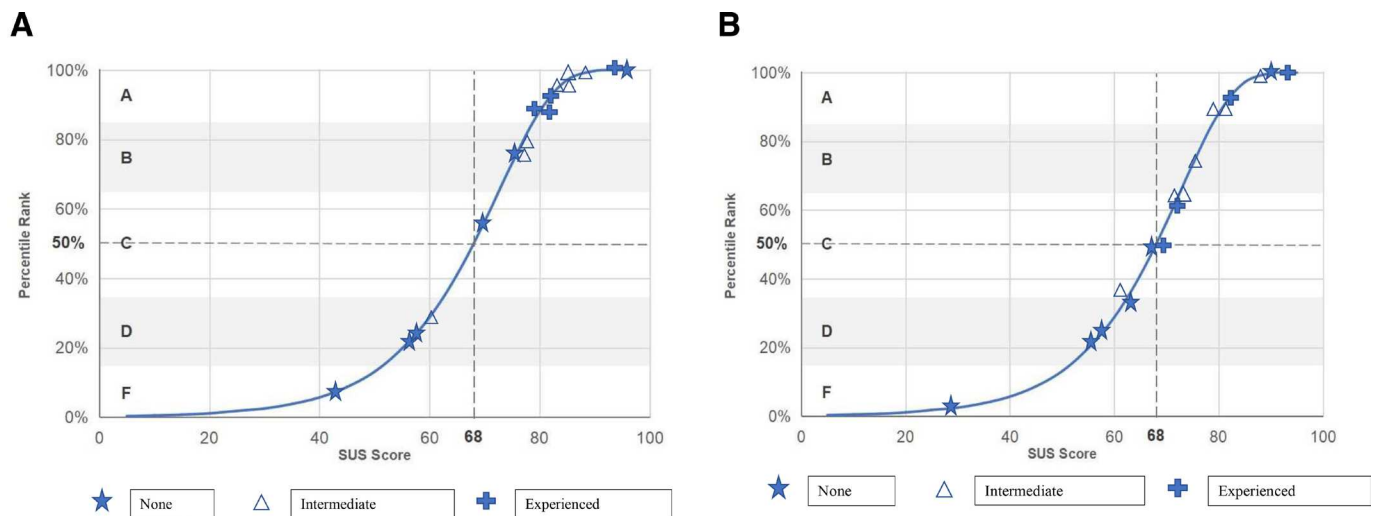 A
100%
A
80%
B
60%
50%
C
40%
D
20%
F
0%
Percentile Rank
0
20
40
60
68
80
100
SUS Score
None
Intermediate
Experienced
B
100%
A
80%
B
60%
50%
C
40%
D
20%
F
0%
Percentile Rank
0
20
40
60
68
80
100
SUS Score
None
Intermediate
Experienced